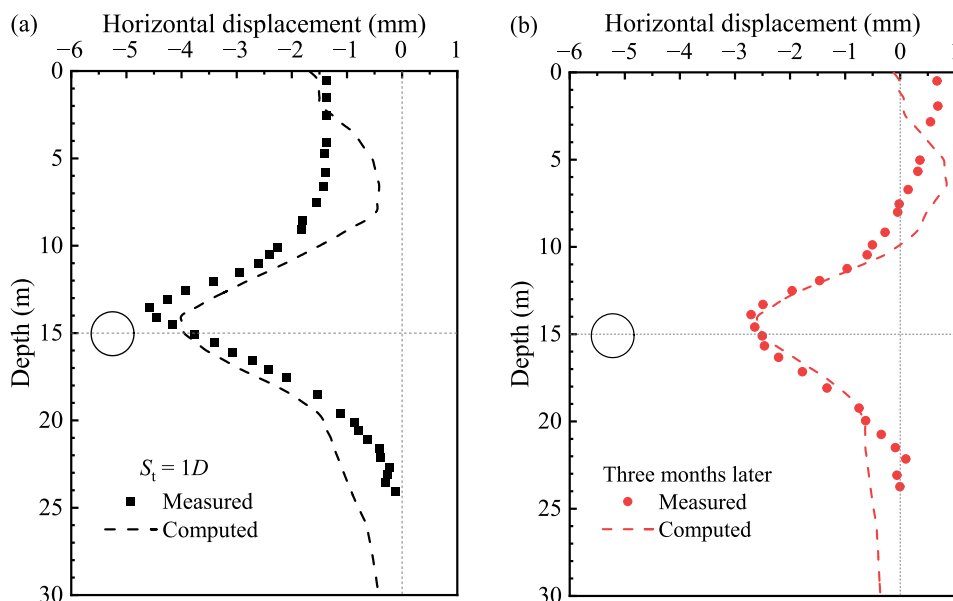 (a) Horizontal displacement (mm)
−6 −5 −4 −3 −2 −1 0 1
0
5
10
15
20
25
30
Depth (m)
St = 1D
Measured
Computed
(b) Horizontal displacement (mm)
−6 −5 −4 −3 −2 −1 0 1
0
5
10
15
20
25
30
Depth (m)
Three months later
Measured
Computed